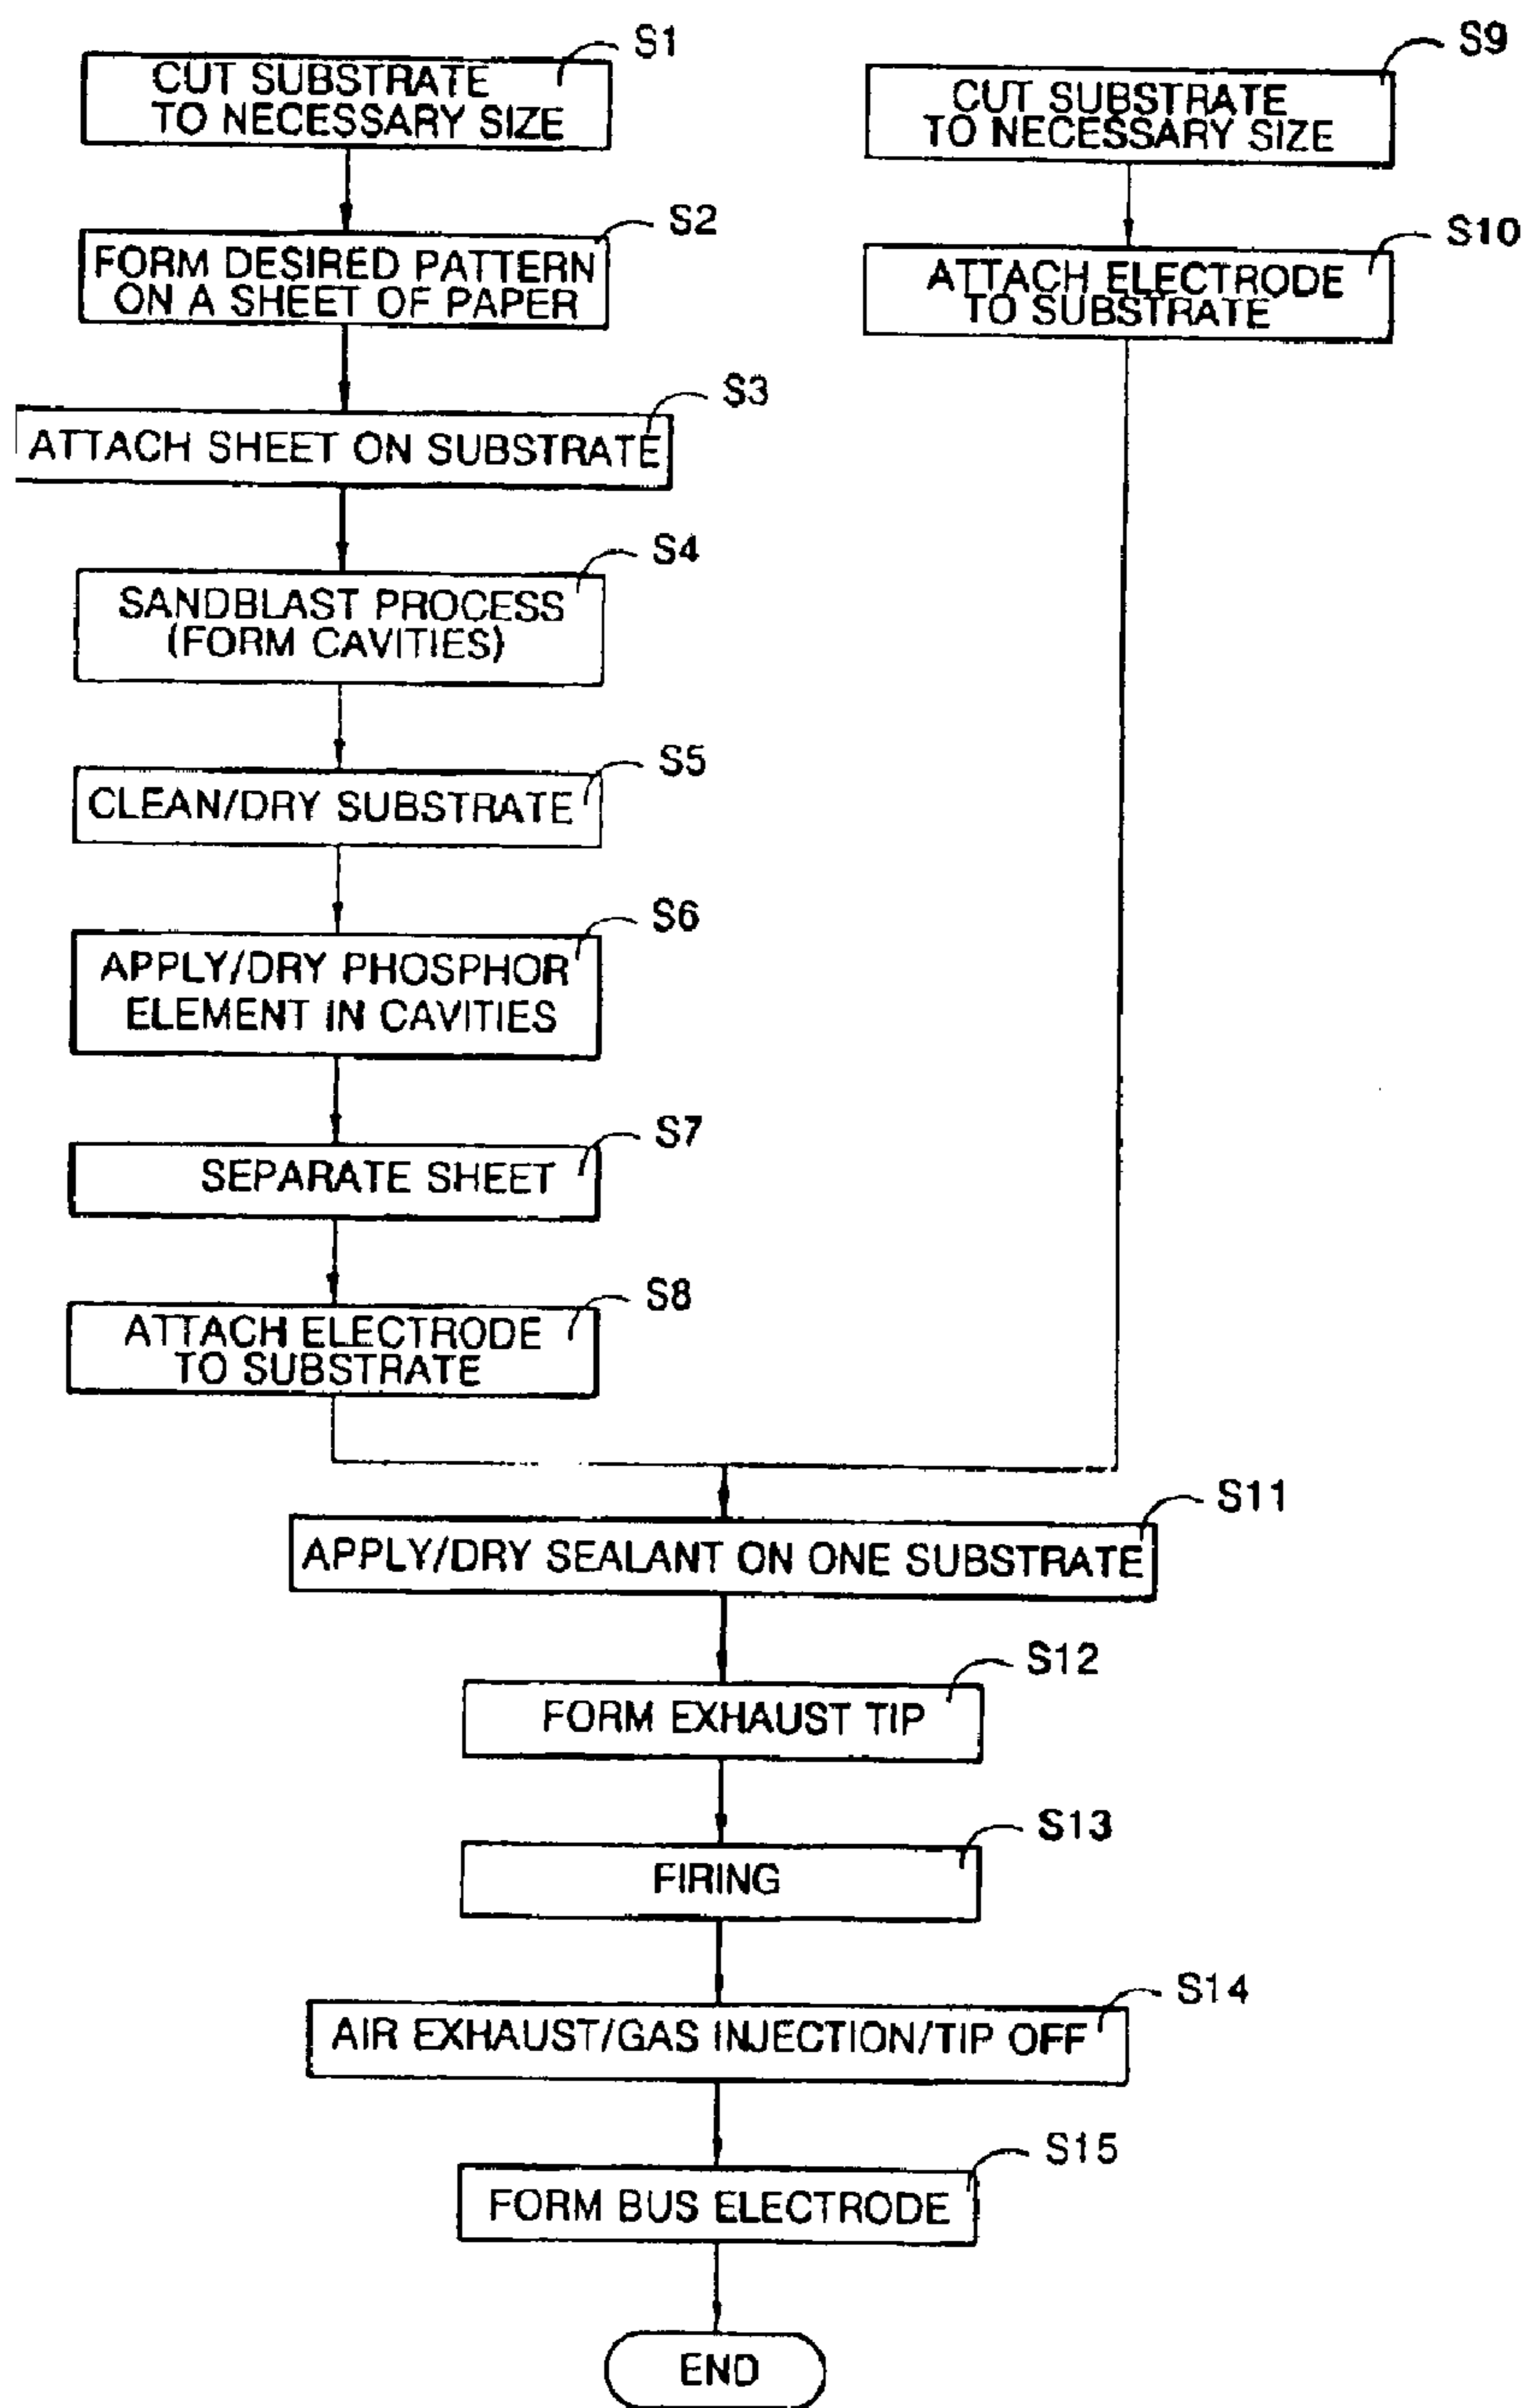 S1
CUT SUBSTRATE
TO NECESSARY SIZE
S2
FORM DESIRED PATTERN
ON A SHEET OF PAPER
S3
ATTACH SHEET ON SUBSTRATE
S4
SANDBLAST PROCESS
(FORM CAVITIES)
S5
CLEAN/DRY SUBSTRATE
S6
APPLY/DRY PHOSPHOR
ELEMENT IN CAVITIES
S7
SEPARATE SHEET
S8
ATTACH ELECTRODE
TO SUBSTRATE
S9
CUT SUBSTRATE
TO NECESSARY SIZE
S10
ATTACH ELECTRODE
TO SUBSTRATE
S11
APPLY/DRY SEALANT ON ONE SUBSTRATE
S12
FORM EXHAUST TIP
S13
FIRING
S14
AIR EXHAUST/GAS INJECTION/TIP OFF
S15
FORM BUS ELECTRODE
END